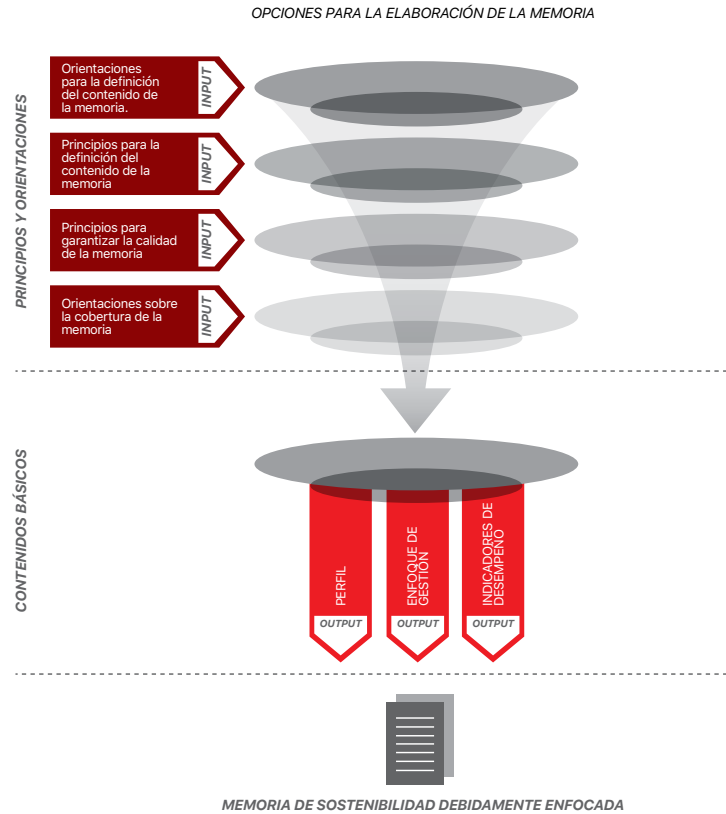 OPCIONES PARA LA ELABORACIÓN DE LA MEMORIA
PRINCIPIOS Y ORIENTACIONES
Orientaciones
para la definición
del contenido de
la memoria.
INPUT
Principios para la
definición del
contenido de la
memoria
INPUT
Principios para
garantizar la calidad
de la memoria
INPUT
Orientaciones sobre
la cobertura de la
memoria
INPUT
CONTENIDOS BÁSICOS
PERFIL
OUTPUT
ENFOQUE DE
GESTIÓN
OUTPUT
INDICADORES DE
DESEMPEÑO
OUTPUT
MEMORIA DE SOSTENIBILIDAD DEBIDAMENTE ENFOCADA